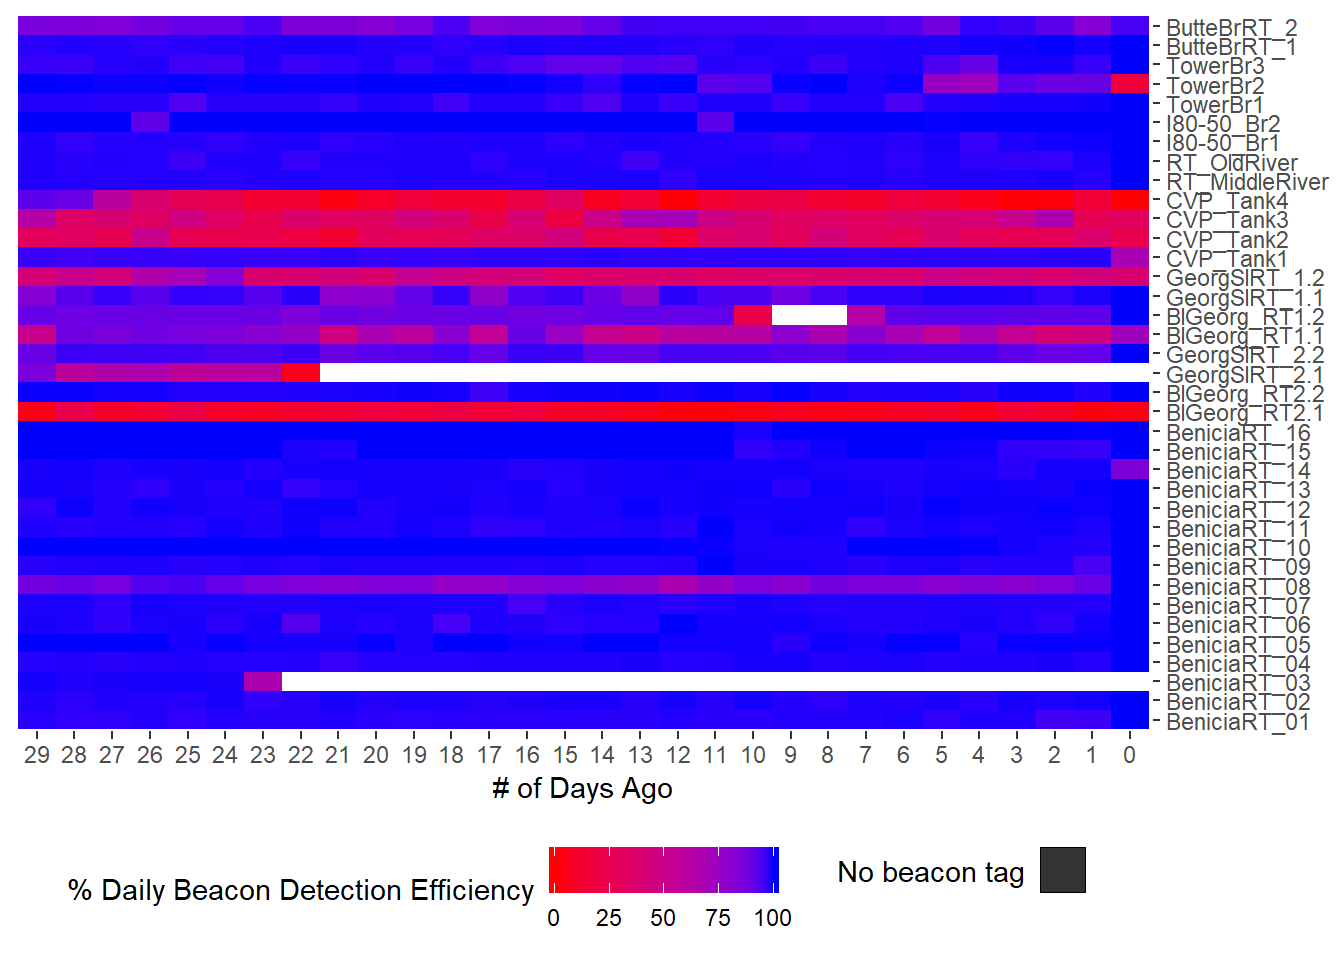 ButteBrRT_2
ButteBrRT_1
TowerBr3
TowerBr2
TowerBr1
I80-50_Br2
I80-50_Br1
RT_OldRiver
RT_MiddleRiver
CVP_Tank4
CVP_Tank3
CVP_Tank2
CVP_Tank1
GeorgSlRT_1.2
GeorgSlRT_1.1
BlGeorg_RT1.2
BlGeorg_RT1.1
GeorgSlRT_2.2
GeorgSlRT_2.1
BlGeorg_RT2.2
BlGeorg_RT2.1
BeniciaRT_16
BeniciaRT_15
BeniciaRT_14
BeniciaRT_13
BeniciaRT_12
BeniciaRT_11
BeniciaRT_10
BeniciaRT_09
BeniciaRT_08
BeniciaRT_07
BeniciaRT_06
BeniciaRT_05
BeniciaRT_04
BeniciaRT_03
BeniciaRT_02
BeniciaRT_01
29 28 27 26 25 24 23 22 21 20 19 18 17 16 15 14 13 12 11 10 9 8 7 6 5 4 3 2 1 0
# of Days Ago
% Daily Beacon Detection Efficiency
0 25 50 75 100
No beacon tag